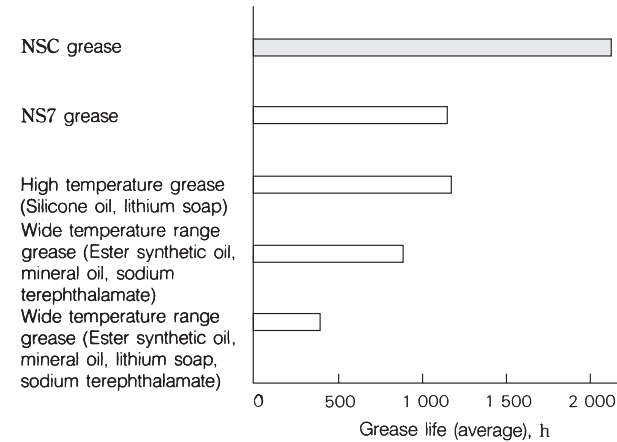 NSC grease
NS7 grease
High temperature grease
(Silicone oil, lithium soap)
Wide temperature range
grease (Ester synthetic oil,
mineral oil, sodium
terephthalamate)
Wide temperature range
grease (Ester synthetic oil,
mineral oil, lithium soap,
sodium terephthalamate)
0 500 1 000 1 500 2 000
Grease life (average), h